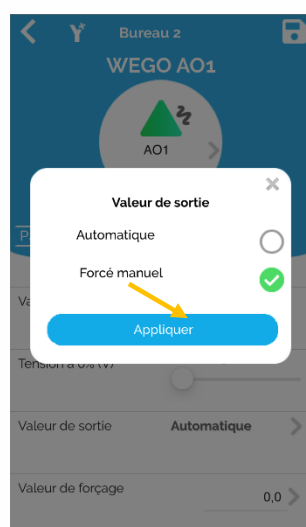 Bureau 2
WEGO AO1
AO1
Valeur de sortie
Automatique
Forcé manuel
Appliquer
Tension à 0% (V)
Valeur de sortie
Automatique
Valeur de forçage
0,0